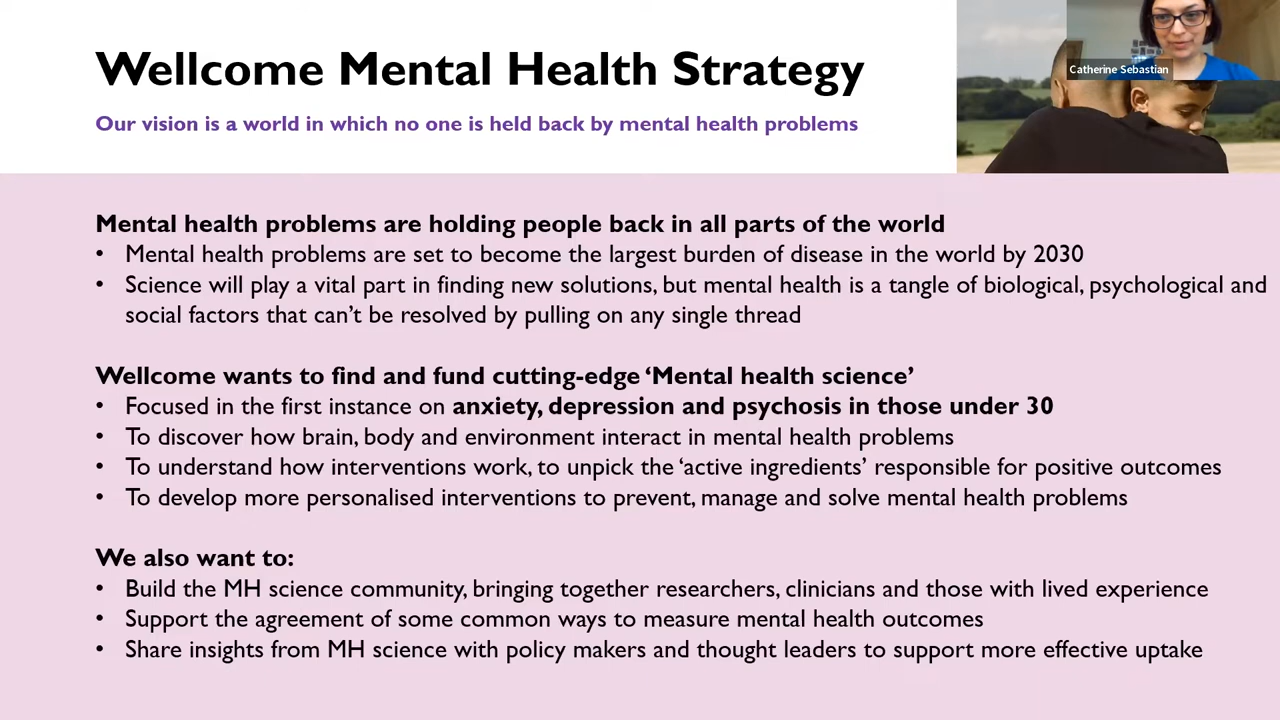 Wellcome Mental Health Strategy
Catherine Sebastian
Our vision is a world in which no one is held back by mental health problems
Mental health problems are holding people back in all parts of the world
• Mental health problems are set to become the largest burden of disease in the world by 2030
• Science will play a vital part in finding new solutions, but mental health is a tangle of biological, psychological and
social factors that can’t be resolved by pulling on any single thread
Wellcome wants to find and fund cutting-edge ‘Mental health science’
• Focused in the first instance on anxiety, depression and psychosis in those under 30
• To discover how brain, body and environment interact in mental health problems
• To understand how interventions work, to unpick the ‘active ingredients’ responsible for positive outcomes
• To develop more personalised interventions to prevent, manage and solve mental health problems
We also want to:
• Build the MH science community, bringing together researchers, clinicians and those with lived experience
• Support the agreement of some common ways to measure mental health outcomes
• Share insights from MH science with policy makers and thought leaders to support more effective uptake